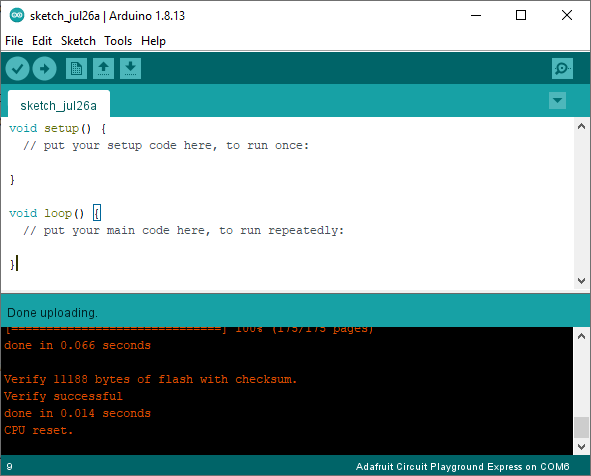 sketch_jul26a | Arduino 1.8.13
File Edit Sketch Tools Help
sketch_jul26a
void setup() {
  // put your setup code here, to run once:
}
void loop() {
  // put your main code here, to run repeatedly:
}
Done uploading.
[==============================] 100% (175/175 pages)
done in 0.066 seconds
Verify 11188 bytes of flash with checksum.
Verify successful
done in 0.014 seconds
CPU reset.
9 Adafruit Circuit Playground Express on COM6